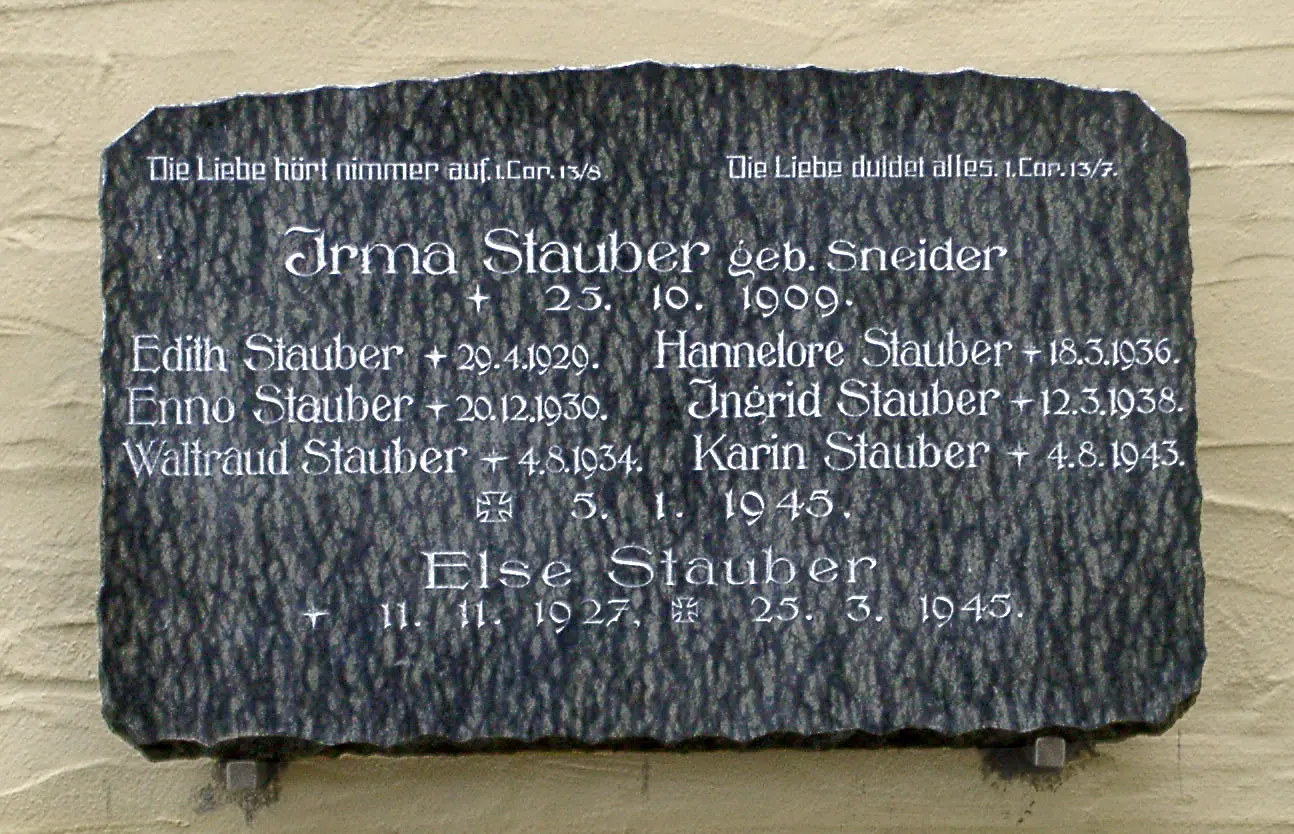 Die Liebe hört nimmer auf. 1.Cor. 13/8. Die Liebe duldet alles. 1.Cor. 13/7.
Irma Stauber geb. Sneider
+ 25. 10. 1909.
Edith Stauber + 29.4.1929. Hannelore Stauber + 18.3.1936.
Enno Stauber + 20.12.1930. Ingrid Stauber + 12.3.1938.
Waltraud Stauber + 4.8.1934. Karin Stauber + 4.8.1943.
✠ 5. 1. 1945.
Else Stauber
+ 11. 11. 1927. ✠ 25. 3. 1945.